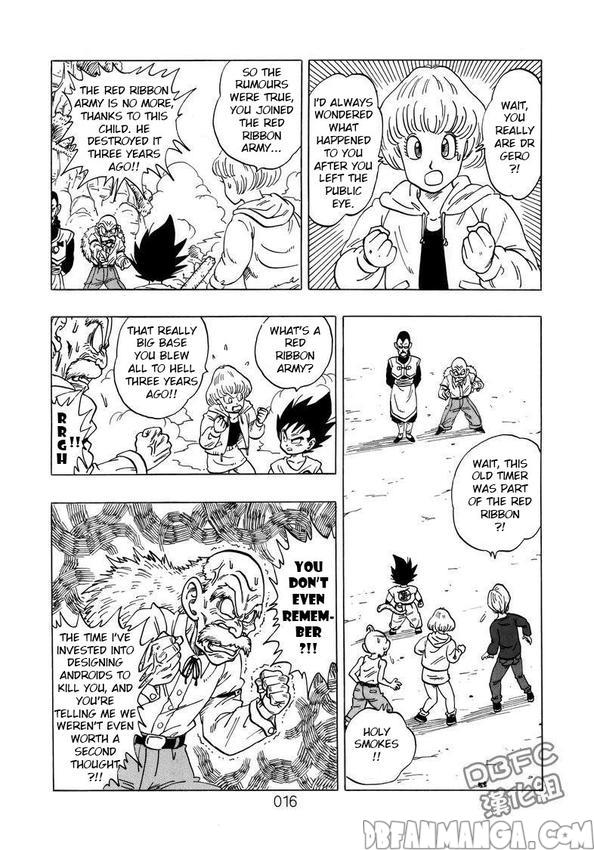 WAIT,
YOU
REALLY
ARE DR
GERO
?!
I'D ALWAYS
WONDERED
WHAT
HAPPENED
TO YOU
AFTER YOU
LEFT THE
PUBLIC
EYE.
SO THE
RUMOURS
WERE TRUE,
YOU JOINED
THE RED
RIBBON
ARMY...
THE RED RIBBON
ARMY IS NO MORE,
THANKS TO THIS
CHILD. HE
DESTROYED IT
THREE YEARS
AGO!!
WAIT, THIS
OLD TIMER
WAS PART OF
THE RED
RIBBON
?!
HOLY
SMOKES !!
WHAT'S A
RED
RIBBON
ARMY?
THAT REALLY
BIG BASE
YOU BLEW
ALL TO HELL
THREE YEARS
AGO!!
RRGH !!
YOU
DON'T
EVEN
REMEM-
BER
?!!
THE TIME I'VE
INVESTED INTO
DESIGNING
ANDROIDS
TO KILL YOU,
AND YOU'RE
TELLING ME WE
WEREN'T EVEN
WORTH A
SECOND
THOUGHT
?!!
016
DBFC
漢化組
DBFANMANGA.COM